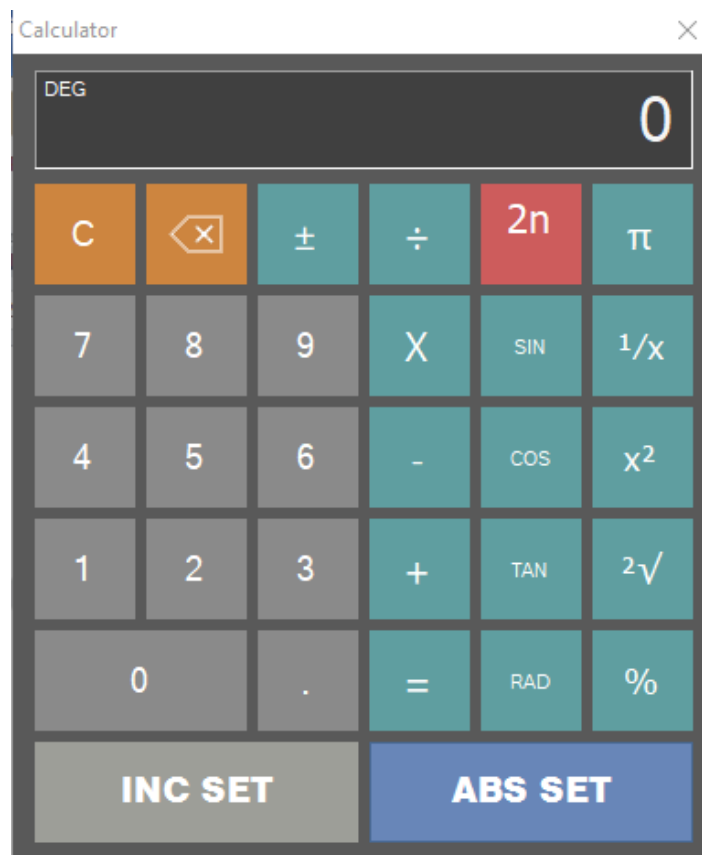 Calculator
DEG
0
C ± ÷ 2n π
7 8 9 X SIN ¹/x
4 5 6 - COS x²
1 2 3 + TAN ²√
0 . = RAD %
INC SET ABS SET